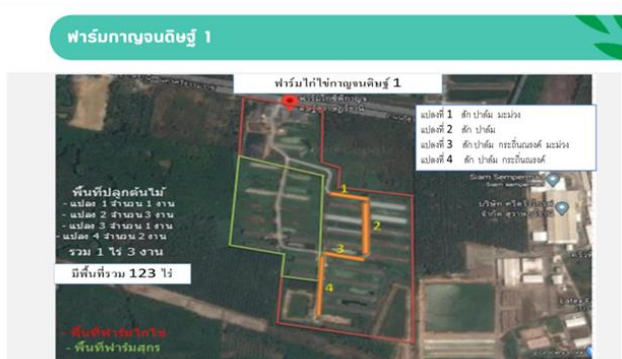 ฟาร์มกาญจนดิษฐ์ 1
ฟาร์มไก่ไข่กาญจนดิษฐ์ 1
แปลงที่ 1 สัก ปาล์ม มะม่วง
แปลงที่ 2 สัก ปาล์ม
แปลงที่ 3 สัก ปาล์ม กระถินณรงค์ มะม่วง
แปลงที่ 4 สัก ปาล์ม กระถินณรงค์
Siam Semperm
Siam semper
1
2
3
4
พื้นที่ปลูกต้นไม้
- แปลง 1 จำนวน 1 งาน
- แปลง 2 จำนวน 3 งาน
- แปลง 3 จำนวน 1 งาน
- แปลง 4 จำนวน 2 งาน
รวม 1 ไร่ 3 งาน
มีพื้นที่รวม 123 ไร่
- พื้นที่ฟาร์มไก่ไข่
- พื้นที่ฟาร์มสุกร